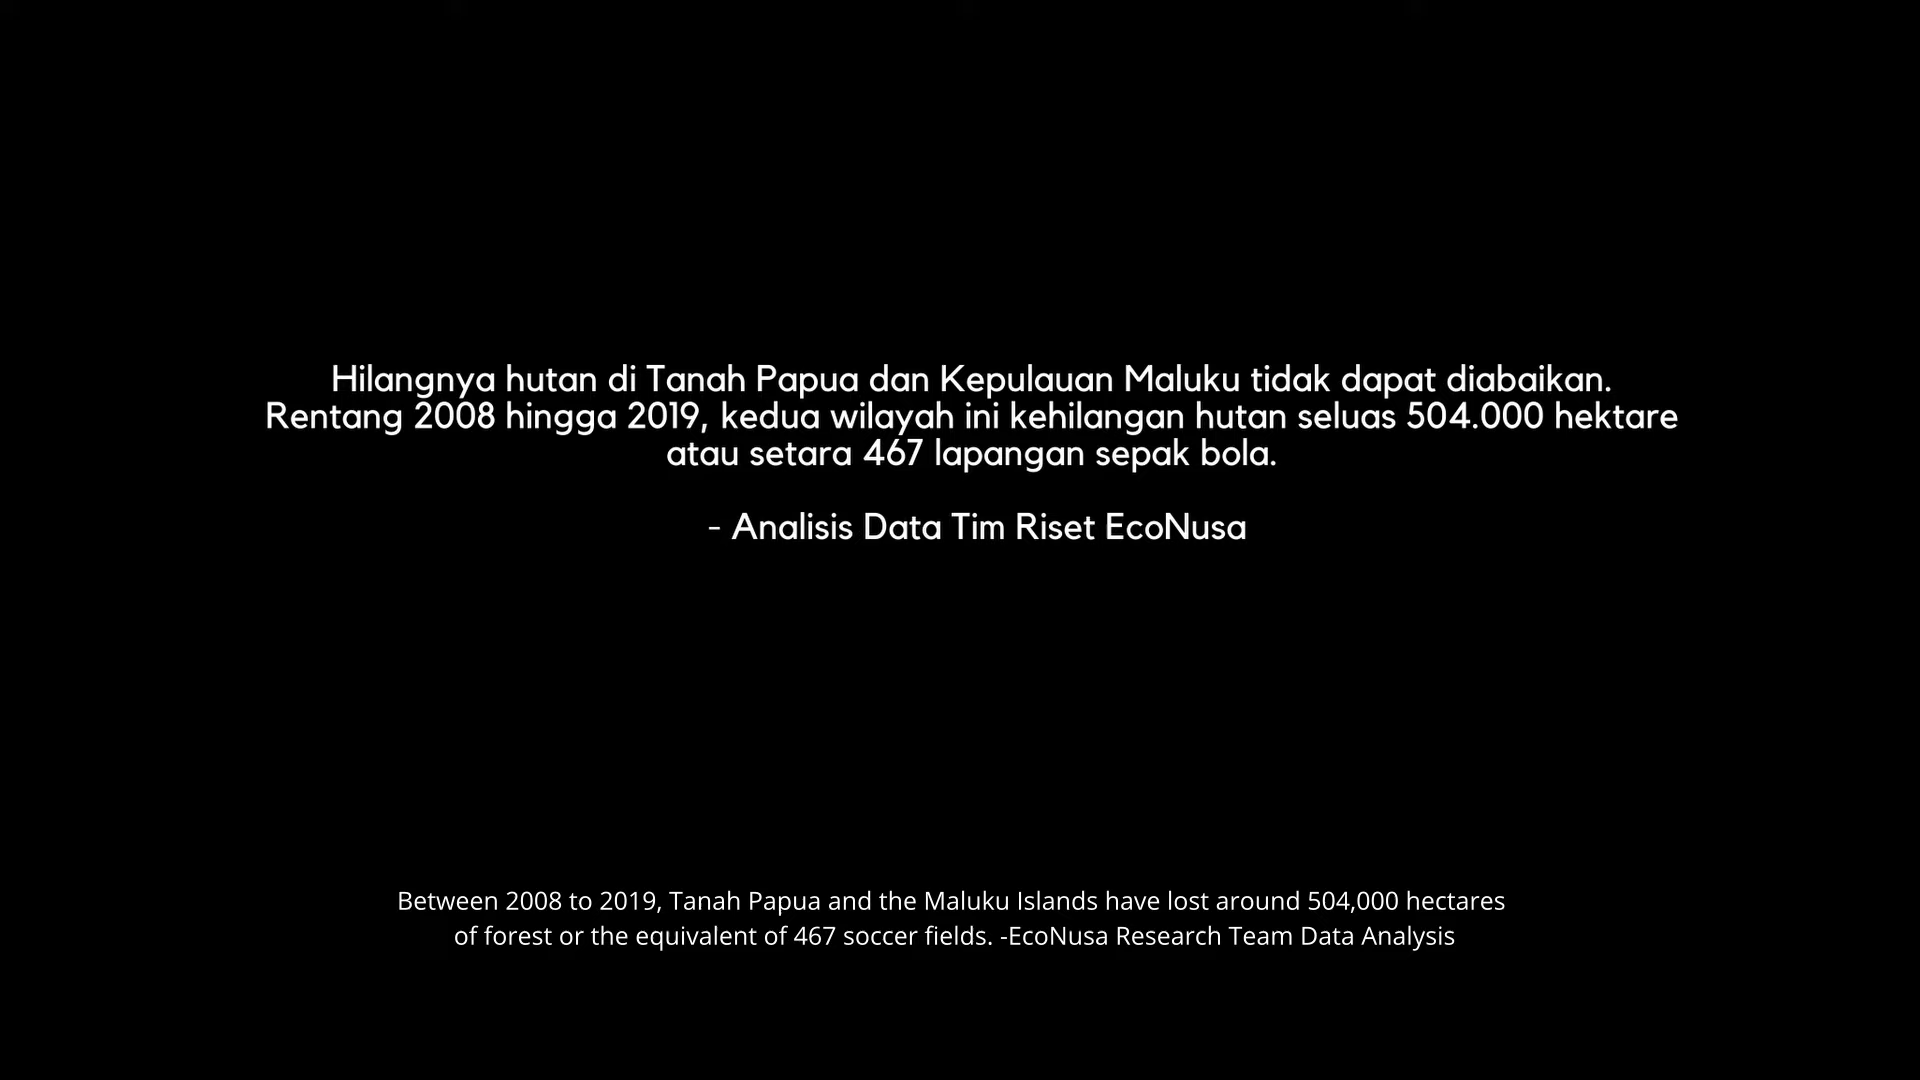 Hilangnya hutan di Tanah Papua dan Kepulauan Maluku tidak dapat diabaikan.
Rentang 2008 hingga 2019, kedua wilayah ini kehilangan hutan seluas 504.000 hektare
atau setara 467 lapangan sepak bola.
- Analisis Data Tim Riset EcoNusa
Between 2008 to 2019, Tanah Papua and the Maluku Islands have lost around 504,000 hectares
of forest or the equivalent of 467 soccer fields. -EcoNusa Research Team Data Analysis